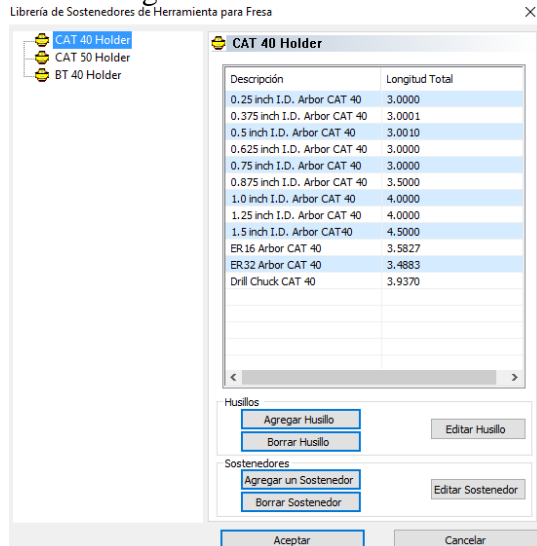 Librería de Sostenedores de Herramienta para Fresa
CAT 40 Holder
CAT 50 Holder
BT 40 Holder
CAT 40 Holder
Descripción Longitud Total
0.25 inch I.D. Arbor CAT 40 3.0000
0.375 inch I.D. Arbor CAT 40 3.0001
0.5 inch I.D. Arbor CAT 40 3.0010
0.625 inch I.D. Arbor CAT 40 3.0000
0.75 inch I.D. Arbor CAT 40 3.0000
0.875 inch I.D. Arbor CAT 40 3.5000
1.0 inch I.D. Arbor CAT 40 4.0000
1.25 inch I.D. Arbor CAT 40 4.0000
1.5 inch I.D. Arbor CAT40 4.5000
ER16 Arbor CAT 40 3.5827
ER32 Arbor CAT 40 3.4883
Drill Chuck CAT 40 3.9370
Husillos
Agregar Husillo
Borrar Husillo
Editar Husillo
Sostenedores
Agregar un Sostenedor
Borrar Sostenedor
Editar Sostenedor
Aceptar Cancelar